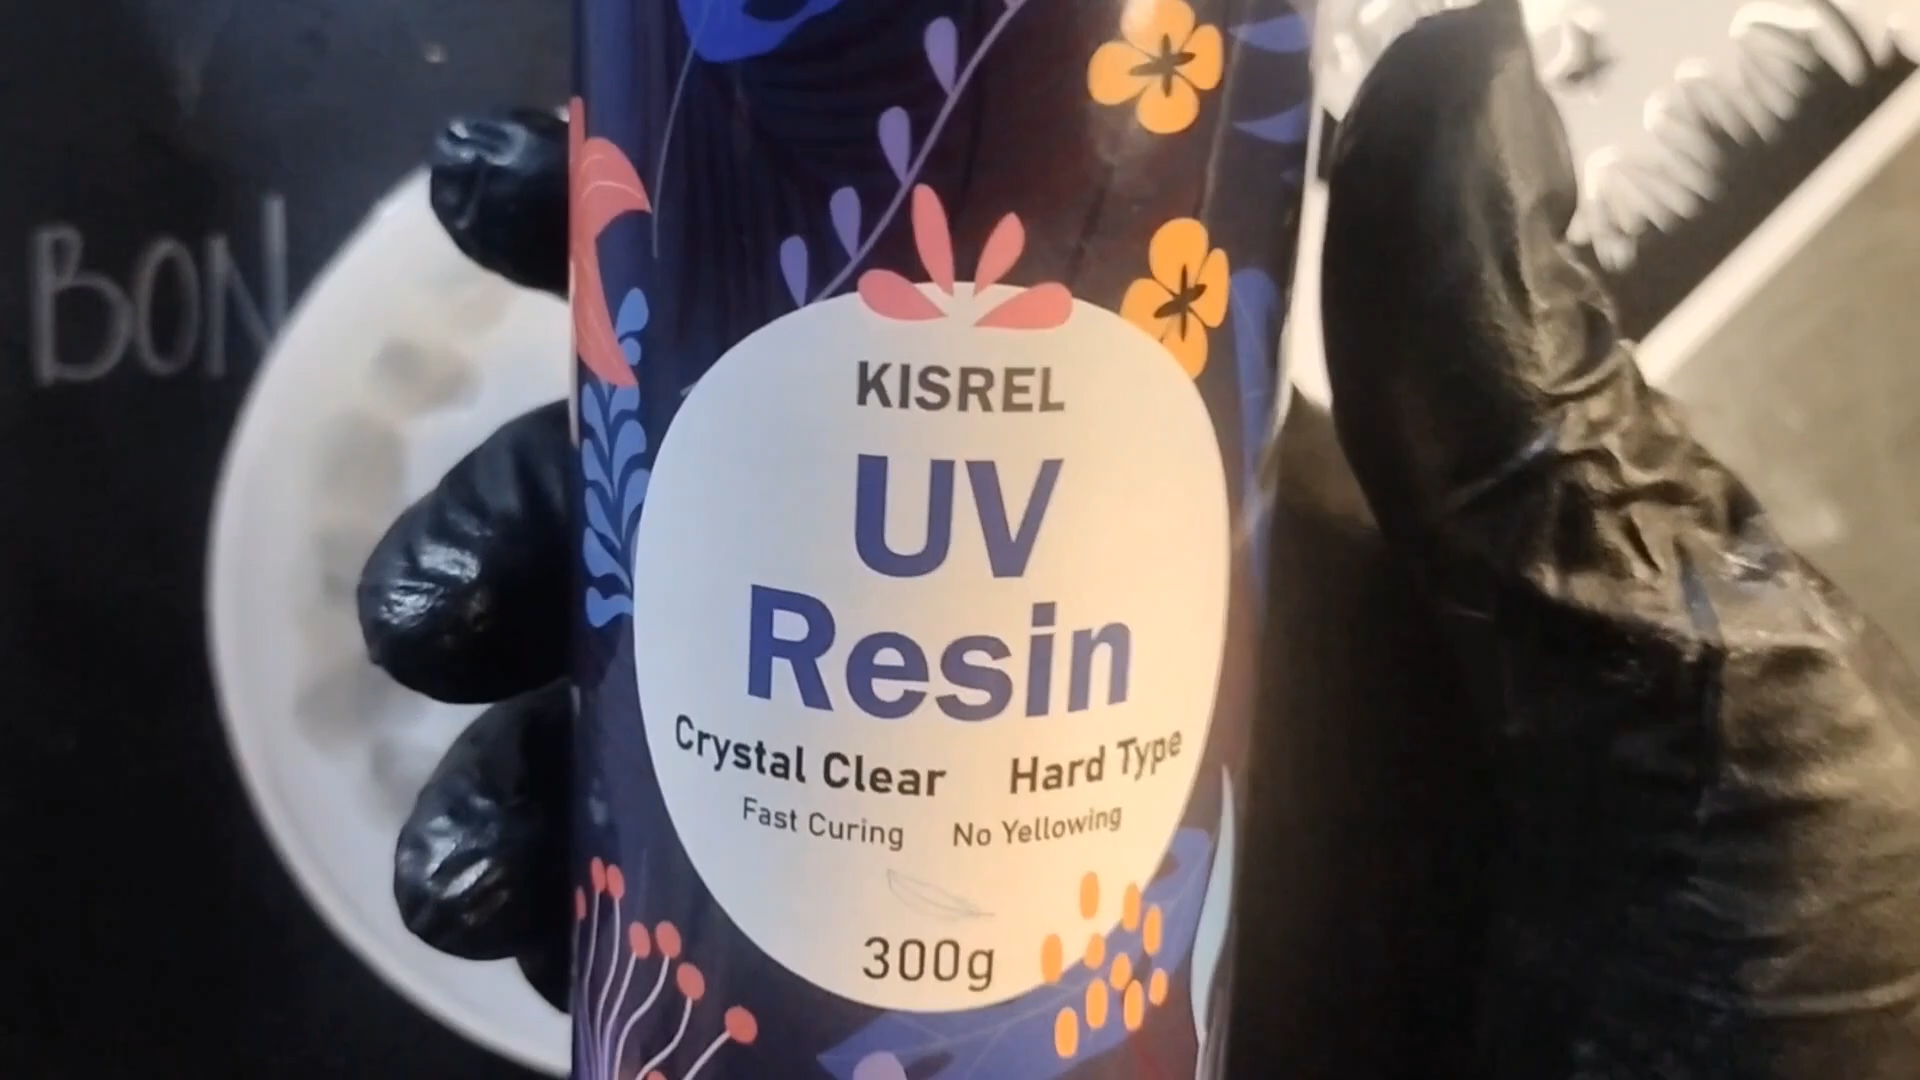 BON
KISREL
UV
Resin
Crystal Clear Hard Type
Fast Curing No Yellowing
300g